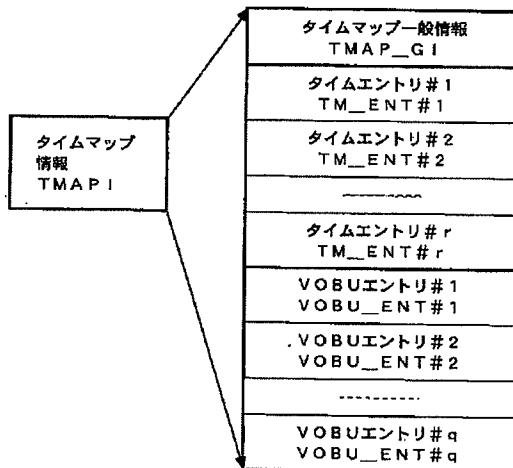 タイムマップ
情報
TMAPI
タイムマップ一般情報
TMAP_GI
タイムエントリ#1
TM_ENT#1
タイムエントリ#2
TM_ENT#2
タイムエントリ#r
TM_ENT#r
VOBUエントリ#1
VOBU_ENT#1
VOBUエントリ#2
VOBU_ENT#2
VOBUエントリ#q
VOBU_ENT#q